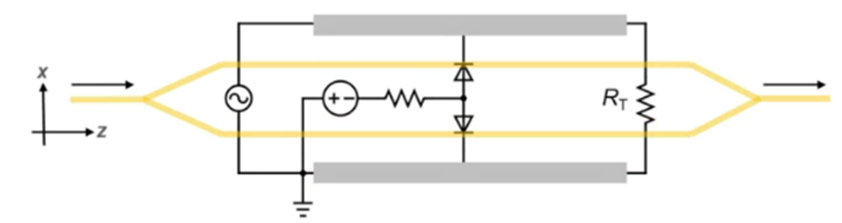 x
z
+ -
R_T